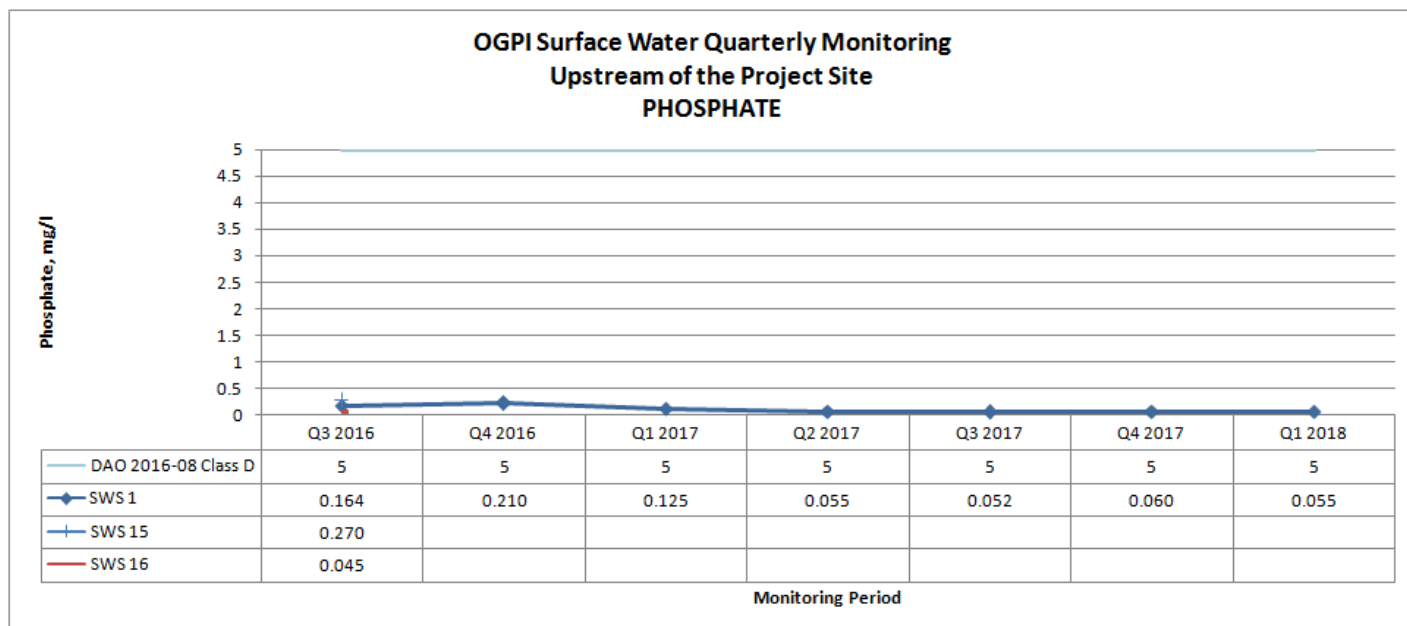 OGPI Surface Water Quarterly Monitoring
Upstream of the Project Site
PHOSPHATE
Phosphate, mg/l
5
4.5
4
3.5
3
2.5
2
1.5
1
0.5
0
Q3 2016 Q4 2016 Q1 2017 Q2 2017 Q3 2017 Q4 2017 Q1 2018
DAO 2016-08 Class D 5 5 5 5 5 5 5
SWS 1 0.164 0.210 0.125 0.055 0.052 0.060 0.055
SWS 15 0.270
SWS 16 0.045
Monitoring Period